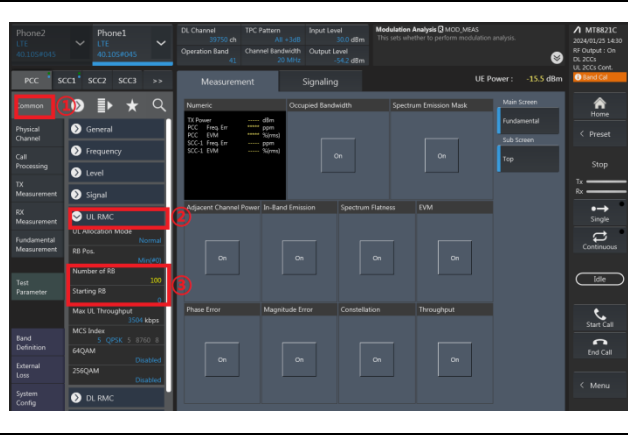 Phone2
LTE
40.105#045
Phone1
LTE
40.105#045
DL Channel
39750 ch
TPC Pattern
All +3dB
Input Level
30.0 dBm
Operation Band
41
Channel Bandwidth
20 MHz
Output Level
-54.2 dBm
Modulation Analysis MOD_MEAS
This sets whether to perform modulation analysis.
MT8821C
2024/01/25 14:30
RF Output : On
DL 2CCs
UL 2CCs Cont.
Band Cal
PCC
SCC1
SCC2
SCC3
>>
Measurement
Signaling
UE Power : -15.5 dBm
Common
①
Physical
Channel
Call
Processing
TX
Measurement
RX
Measurement
Fundamental
Measurement
Test
Parameter
Band
Definition
External
Loss
System
Config
General
Frequency
Level
Signal
UL RMC
②
UL Allocation Mode
Normal
RB Pos.
Min(#0)
Number of RB
100
③
Starting RB
0
Max UL Throughput
3504 kbps
MCS Index
5 QPSK 5 8760 8
64QAM
Disabled
256QAM
Disabled
DL RMC
Numeric
TX Power ----- dBm
PCC Freq. Err ----- ppm
PCC EVM ----- %(rms)
SCC-1 Freq. Err ----- ppm
SCC-1 EVM ----- %(rms)
Occupied Bandwidth
On
Spectrum Emission Mask
On
Main Screen
Fundamental
Sub Screen
Top
Adjacent Channel Power
On
In-Band Emission
On
Spectrum Flatness
On
EVM
On
Phase Error
On
Magnitude Error
On
Constellation
On
Throughput
On
Home
Preset
Stop
Tx
Rx
Single
Continuous
Idle
Start Call
End Call
Menu